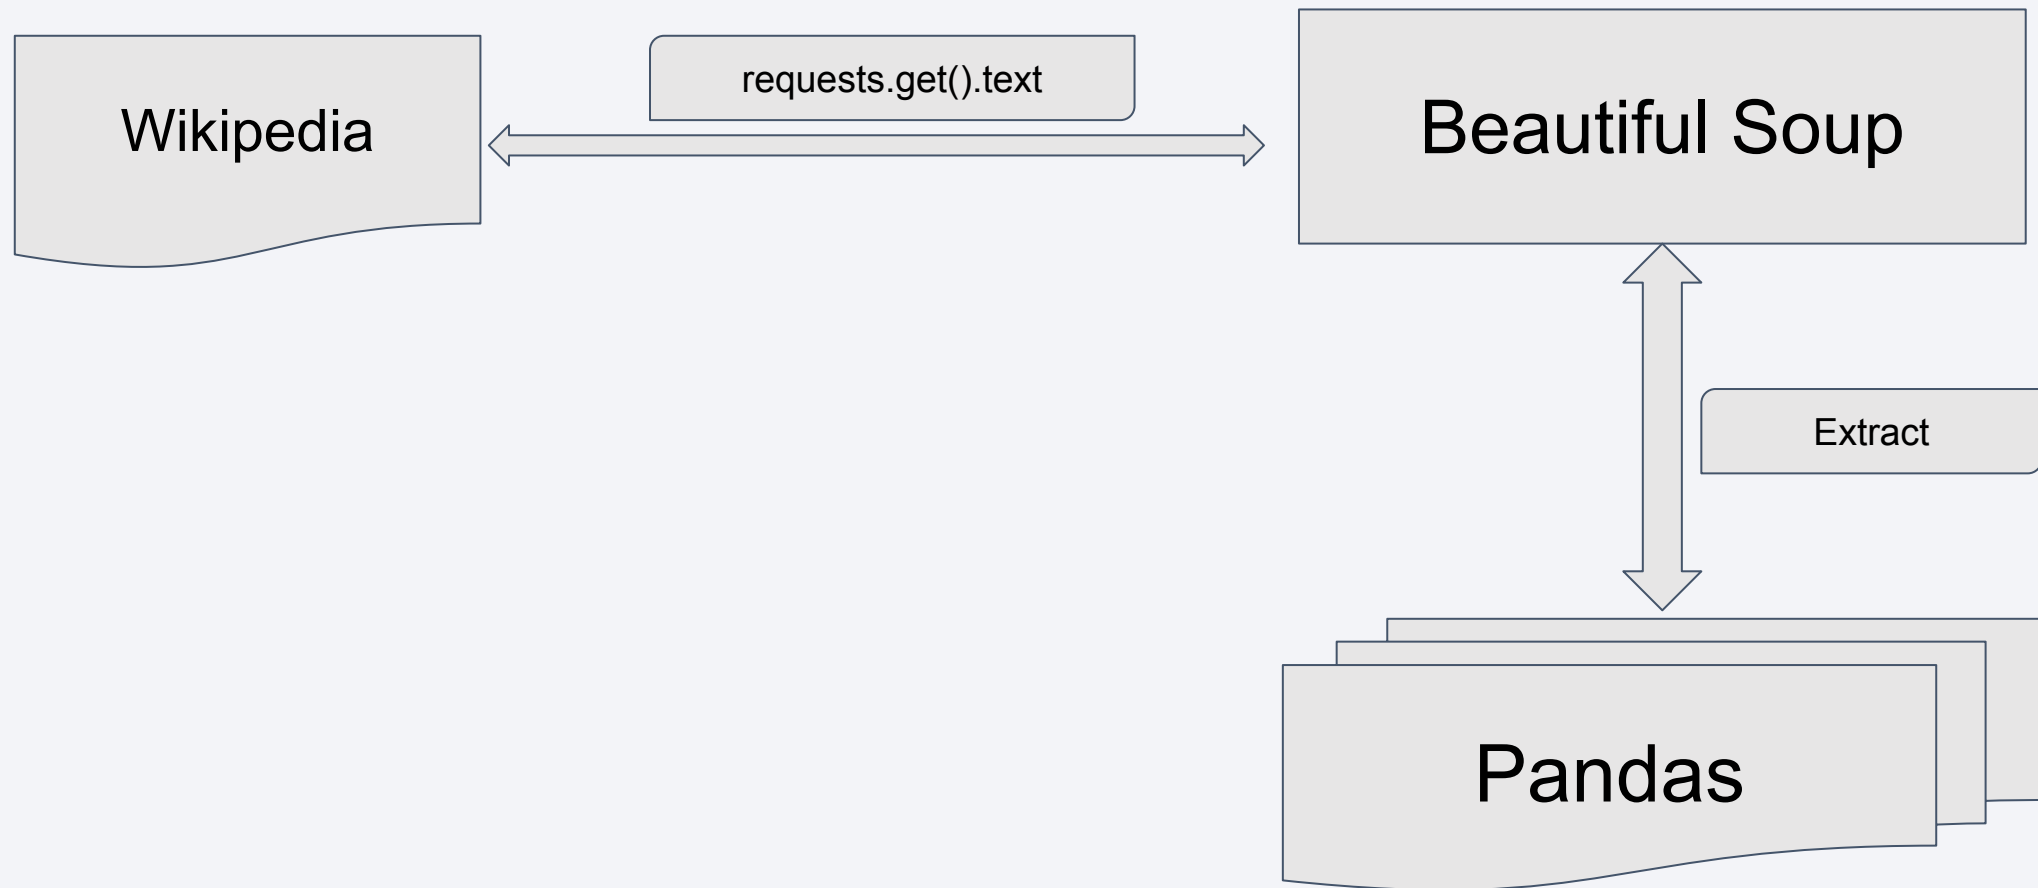 Wikipedia
requests.get().text
Beautiful Soup
Extract
Pandas